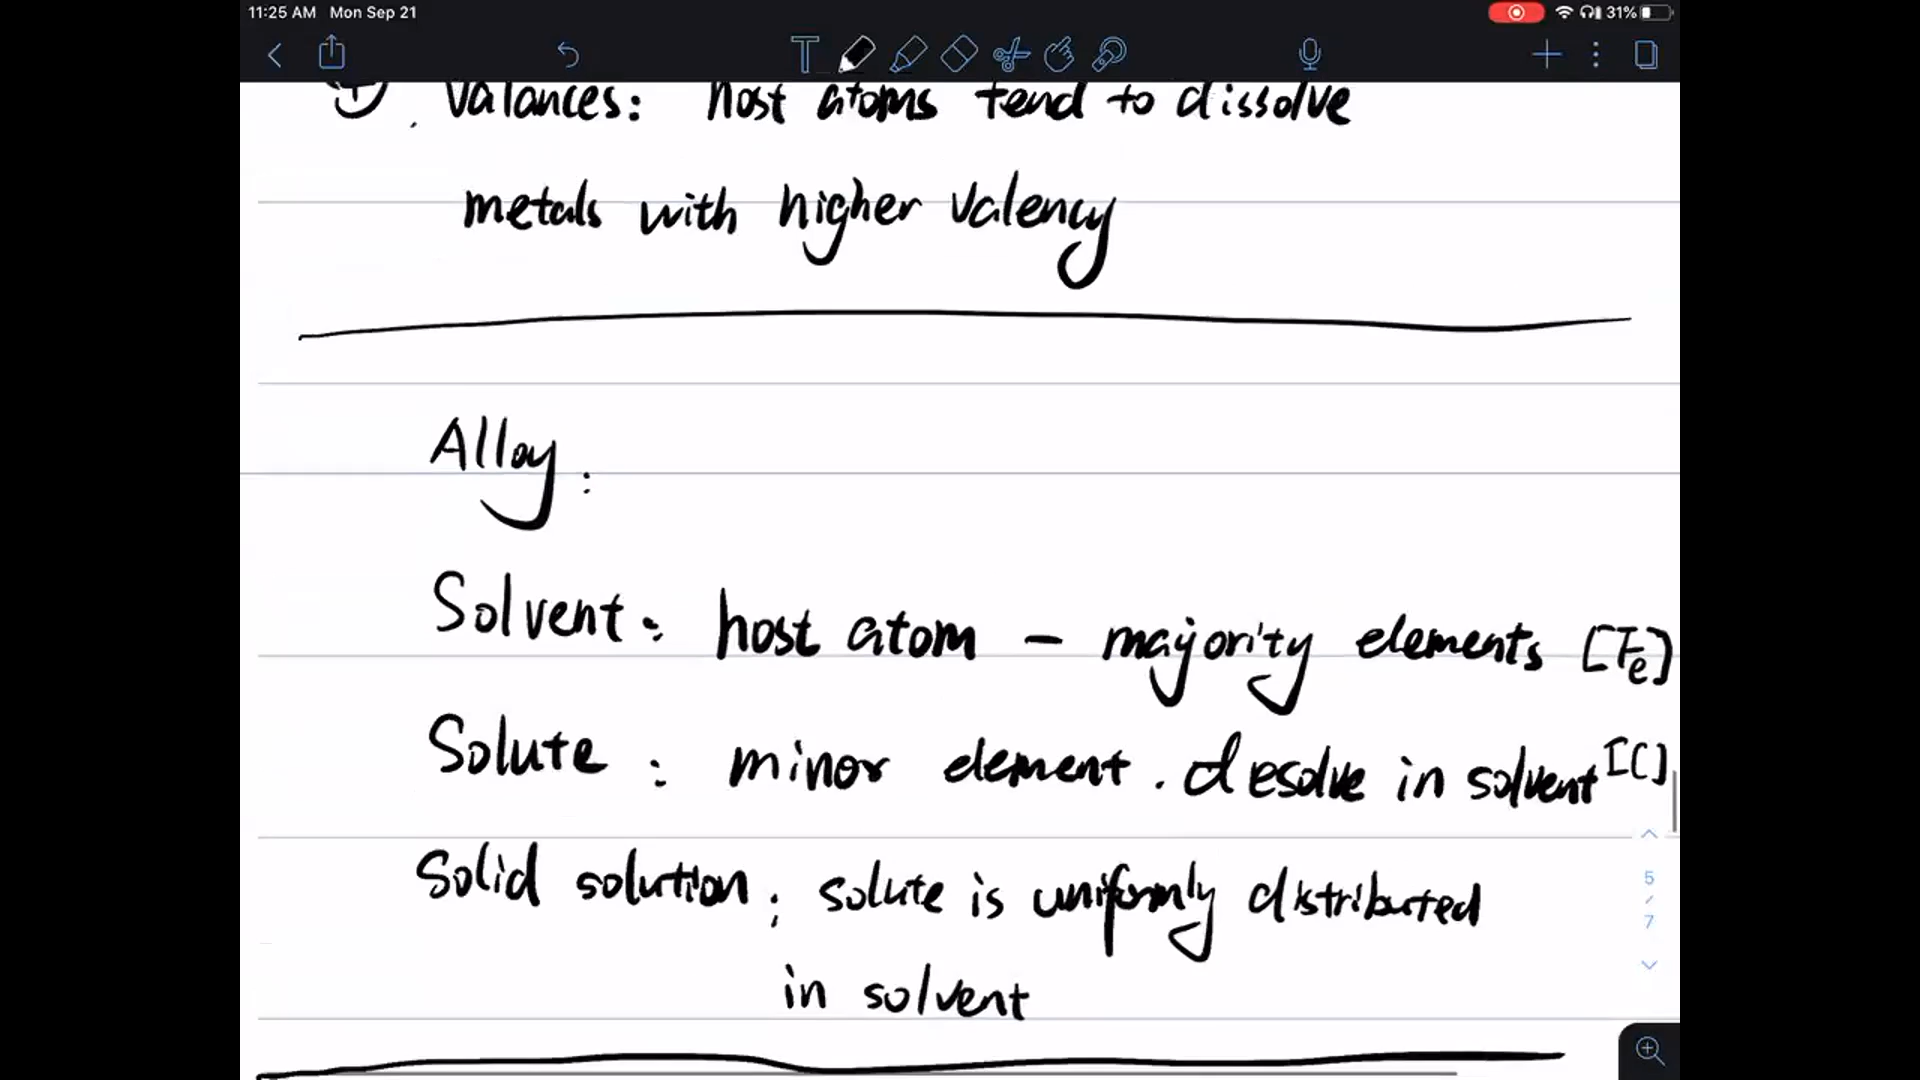 11:25 AM Mon Sep 21
31%
Valances: host atoms tend to dissolve
metals with higher valency
Alloy:
Solvent: host atom - majority elements [Fe]
Solute: minor element. desolve in solvent [C]
Solid solution: solute is uniformly distributed
in solvent
5
/
7